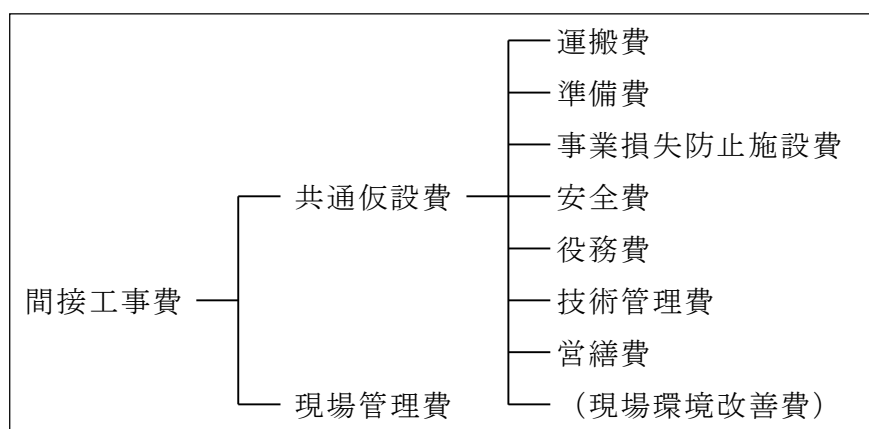 間接工事費
共通仮設費
運搬費
準備費
事業損失防止施設費
安全費
役務費
技術管理費
営繕費
（現場環境改善費）
現場管理費